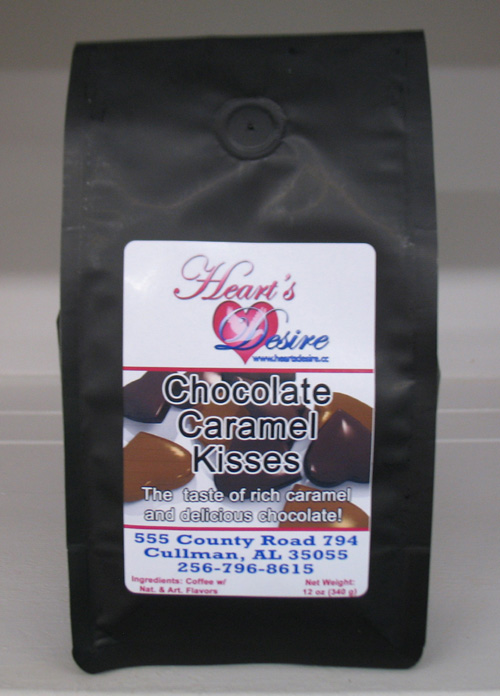 Heart's
Desire
www.heartsdesire.cc
Chocolate
Caramel
Kisses
The taste of rich caramel
and delicious chocolate!
555 County Road 794
Cullman, AL 35055
256-796-8615
Ingredients: Coffee w/
Nat. & Art. Flavors
Net Weight:
12 oz (340 g)